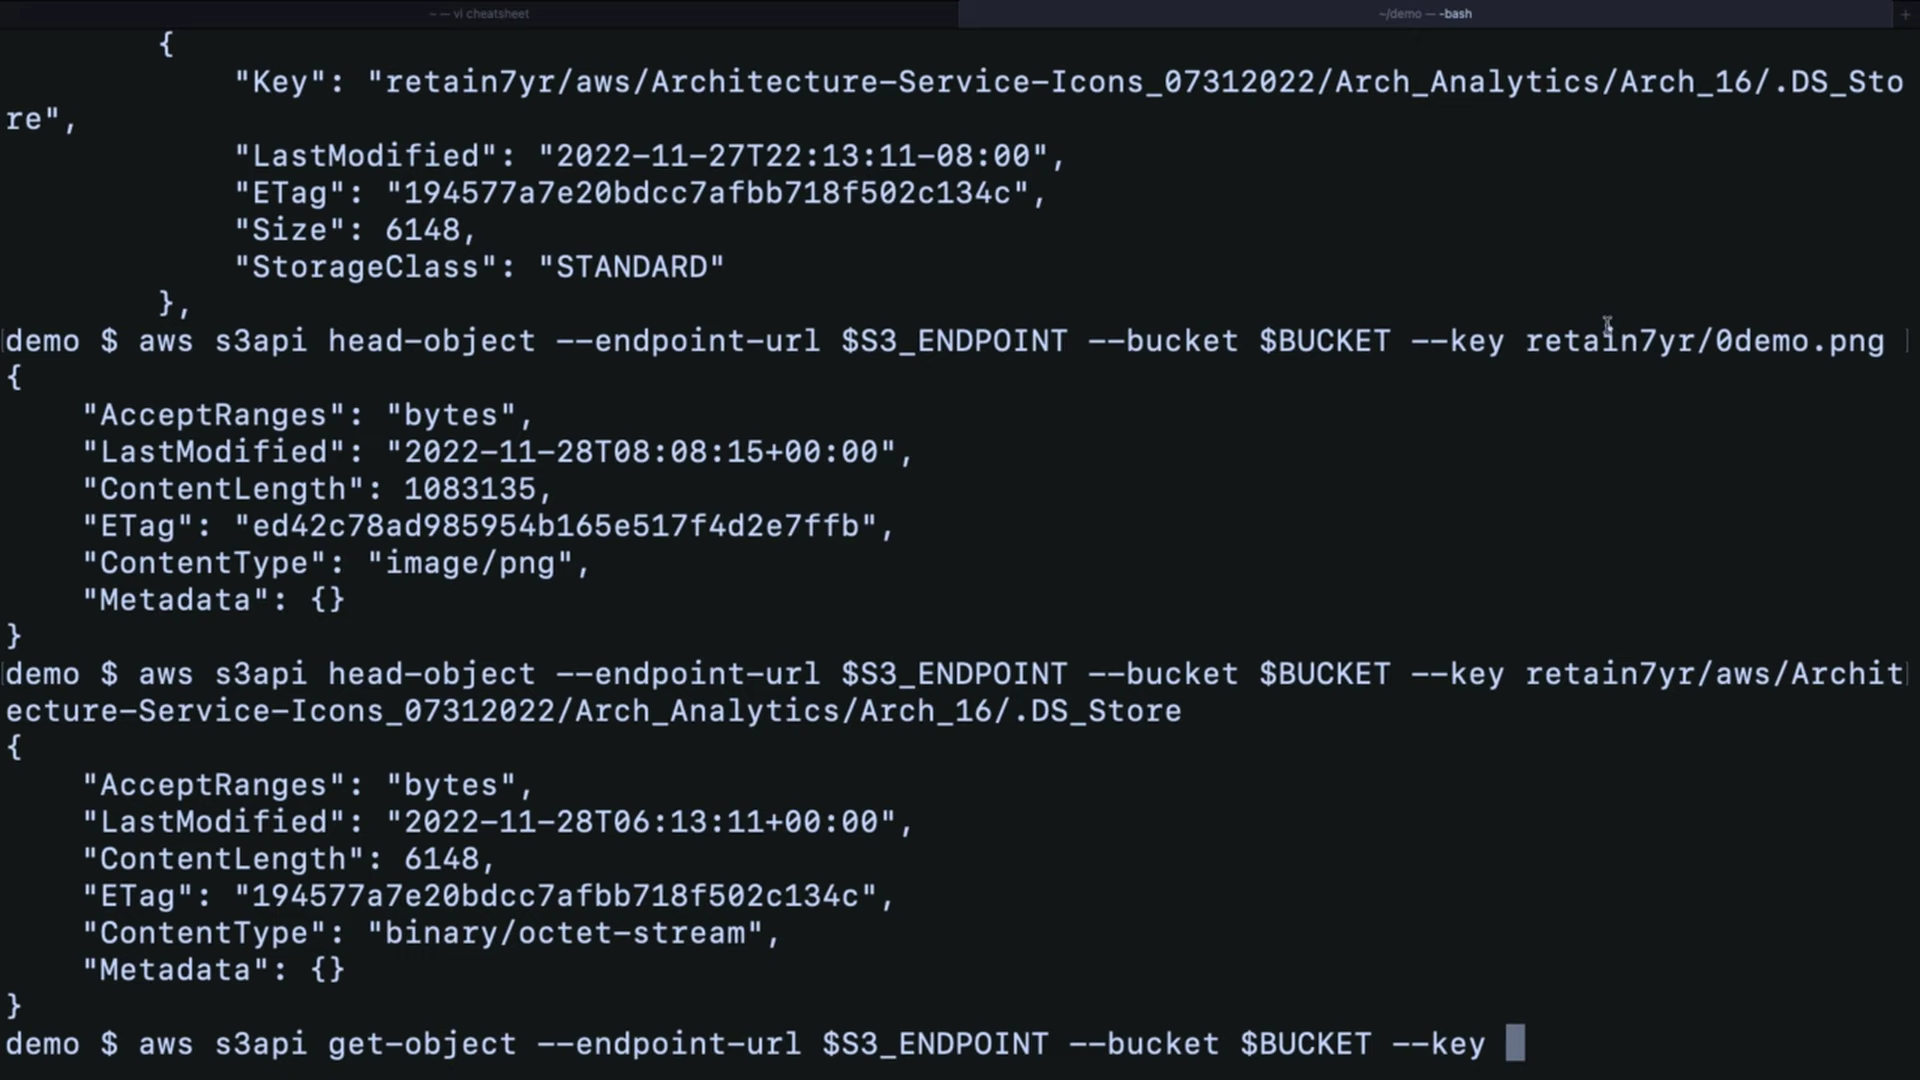 ~ — vi cheatsheet
~/demo — -bash
{
"Key": "retain7yr/aws/Architecture-Service-Icons_07312022/Arch_Analytics/Arch_16/.DS_Sto
re",
"LastModified": "2022-11-27T22:13:11-08:00",
"ETag": "194577a7e20bdcc7afbb718f502c134c",
"Size": 6148,
"StorageClass": "STANDARD"
},
demo $ aws s3api head-object --endpoint-url $S3_ENDPOINT --bucket $BUCKET --key retain7yr/0demo.png
{
"AcceptRanges": "bytes",
"LastModified": "2022-11-28T08:08:15+00:00",
"ContentLength": 1083135,
"ETag": "ed42c78ad985954b165e517f4d2e7ffb",
"ContentType": "image/png",
"Metadata": {}
}
demo $ aws s3api head-object --endpoint-url $S3_ENDPOINT --bucket $BUCKET --key retain7yr/aws/Archit
ecture-Service-Icons_07312022/Arch_Analytics/Arch_16/.DS_Store
{
"AcceptRanges": "bytes",
"LastModified": "2022-11-28T06:13:11+00:00",
"ContentLength": 6148,
"ETag": "194577a7e20bdcc7afbb718f502c134c",
"ContentType": "binary/octet-stream",
"Metadata": {}
}
demo $ aws s3api get-object --endpoint-url $S3_ENDPOINT --bucket $BUCKET --key